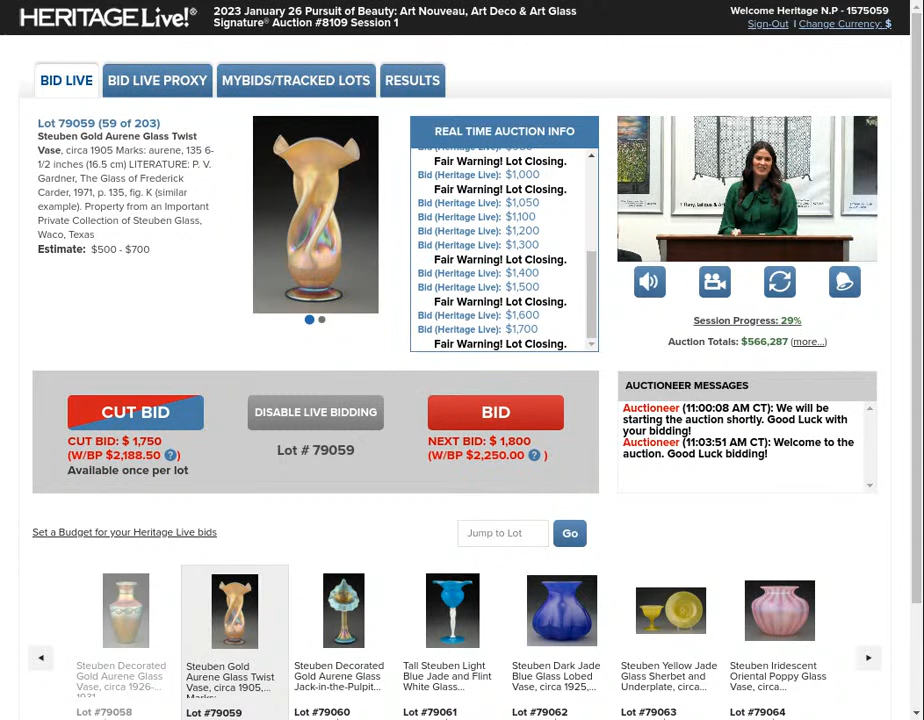 HERITAGE Live!®
2023 January 26 Pursuit of Beauty: Art Nouveau, Art Deco & Art Glass
Signature® Auction #8109 Session 1
Welcome Heritage N.P - 1575059
Sign-Out | Change Currency: $
BID LIVE
BID LIVE PROXY
MYBIDS/TRACKED LOTS
RESULTS
Lot 79059 (59 of 203)
Steuben Gold Aurene Glass Twist
Vase, circa 1905 Marks: aurene, 135 6-
1/2 inches (16.5 cm) LITERATURE: P. V.
Gardner, The Glass of Frederick
Carder, 1971, p. 135, fig. K (similar
example). Property from an Important
Private Collection of Steuben Glass,
Waco, Texas
Estimate: $500 - $700
REAL TIME AUCTION INFO
Fair Warning! Lot Closing.
Bid (Heritage Live): $1,000
Fair Warning! Lot Closing.
Bid (Heritage Live): $1,050
Bid (Heritage Live): $1,100
Bid (Heritage Live): $1,200
Bid (Heritage Live): $1,300
Fair Warning! Lot Closing.
Bid (Heritage Live): $1,400
Bid (Heritage Live): $1,500
Fair Warning! Lot Closing.
Bid (Heritage Live): $1,600
Bid (Heritage Live): $1,700
Fair Warning! Lot Closing.
Session Progress: 29%
Auction Totals: $566,287 (more...)
CUT BID
CUT BID: $ 1,750
(W/BP $2,188.50 ?)
Available once per lot
DISABLE LIVE BIDDING
Lot # 79059
BID
NEXT BID: $ 1,800
(W/BP $2,250.00 ? )
AUCTIONEER MESSAGES
Auctioneer (11:00:08 AM CT): We will be
starting the auction shortly. Good Luck with
your bidding!
Auctioneer (11:03:51 AM CT): Welcome to the
auction. Good Luck bidding!
Set a Budget for your Heritage Live bids
Jump to Lot
Go
Steuben Decorated
Gold Aurene Glass
Vase, circa 1926-...
Lot #79058
Steuben Gold
Aurene Glass Twist
Vase, circa 1905,...
Lot #79059
Steuben Decorated
Gold Aurene Glass
Jack-in-the-Pulpit...
Lot #79060
Tall Steuben Light
Blue Jade and Flint
White Glass...
Lot #79061
Steuben Dark Jade
Blue Glass Lobed
Vase, circa 1925,...
Lot #79062
Steuben Yellow Jade
Glass Sherbet and
Underplate, circa...
Lot #79063
Steuben Iridescent
Oriental Poppy Glass
Vase, circa...
Lot #79064